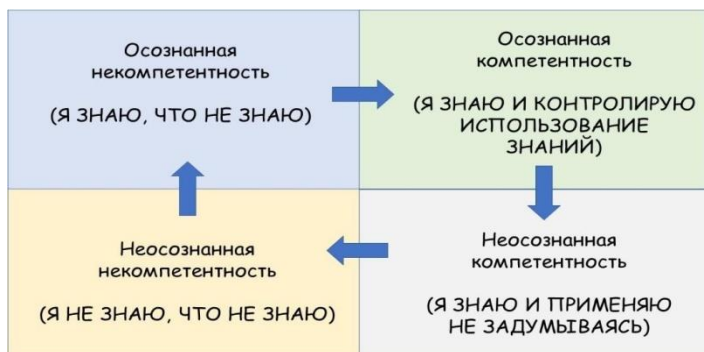 Осознанная
некомпетентность
(Я ЗНАЮ, ЧТО НЕ ЗНАЮ)
Осознанная
компетентность
(Я ЗНАЮ И КОНТРОЛИРУЮ
ИСПОЛЬЗОВАНИЕ
ЗНАНИЙ)
Неосознанная
некомпетентность
(Я НЕ ЗНАЮ, ЧТО НЕ ЗНАЮ)
Неосознанная
компетентность
(Я ЗНАЮ И ПРИМЕНЯЮ
НЕ ЗАДУМЫВАЯСЬ)